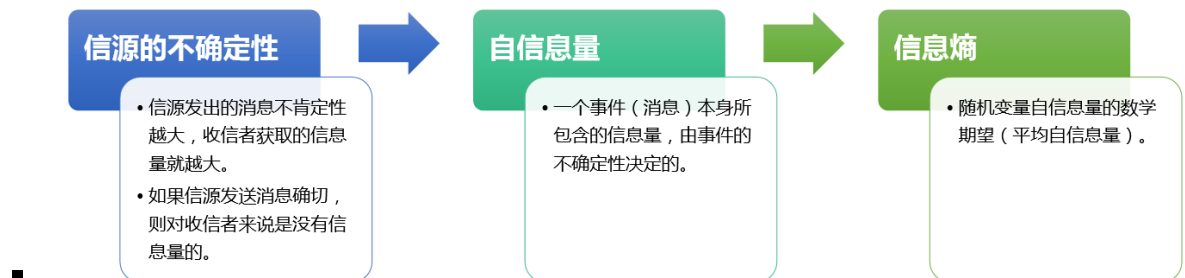 信源的不确定性
• 信源发出的消息不肯定性
越大，收信者获取的信息
量就越大。
• 如果信源发送消息确切，
则对收信者来说是没有信
息量的。
自信息量
• 一个事件（消息）本身所
包含的信息量，由事件的
不确定性决定的。
信息熵
• 随机变量自信息量的数学
期望（平均自信息量）。